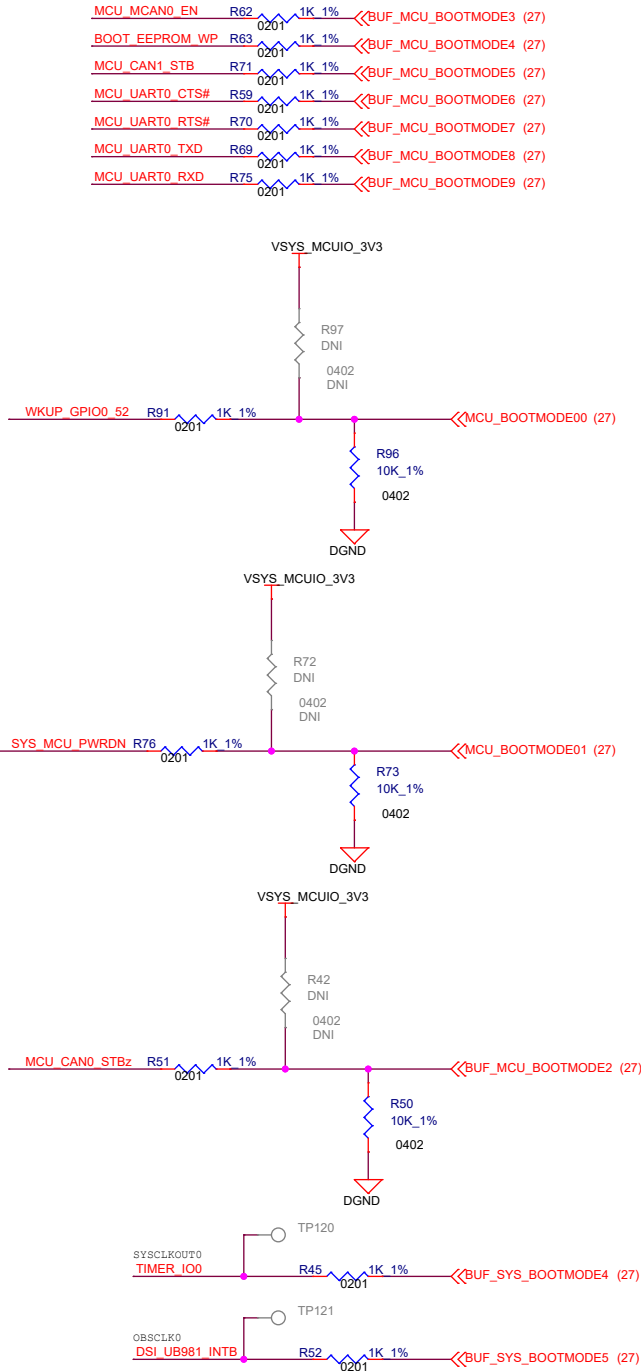 MCU_MCAN0_EN R62 1K_1% BUF_MCU_BOOTMODE3 (27)
0201
BOOT_EEPROM_WP R63 1K_1% BUF_MCU_BOOTMODE4 (27)
0201
MCU_CAN1_STB R71 1K_1% BUF_MCU_BOOTMODE5 (27)
0201
MCU_UART0_CTS# R59 1K_1% BUF_MCU_BOOTMODE6 (27)
0201
MCU_UART0_RTS# R70 1K_1% BUF_MCU_BOOTMODE7 (27)
0201
MCU_UART0_TXD R69 1K_1% BUF_MCU_BOOTMODE8 (27)
0201
MCU_UART0_RXD R75 1K_1% BUF_MCU_BOOTMODE9 (27)
0201
VSYS_MCUIO_3V3
R97
DNI
0402
DNI
WKUP_GPIO0_52 R91 1K_1% MCU_BOOTMODE00 (27)
0201
R96
10K_1%
0402
DGND
VSYS_MCUIO_3V3
R72
DNI
0402
DNI
SYS_MCU_PWRDN R76 1K_1% MCU_BOOTMODE01 (27)
0201
R73
10K_1%
0402
DGND
VSYS_MCUIO_3V3
R42
DNI
0402
DNI
MCU_CAN0_STBz R51 1K_1% BUF_MCU_BOOTMODE2 (27)
0201
R50
10K_1%
0402
DGND
TP120
SYSCLKOUT0
TIMER_IO0 R45 1K_1% BUF_SYS_BOOTMODE4 (27)
0201
TP121
OBSCLK0
DSI_UB981_INTB R52 1K_1% BUF_SYS_BOOTMODE5 (27)
0201